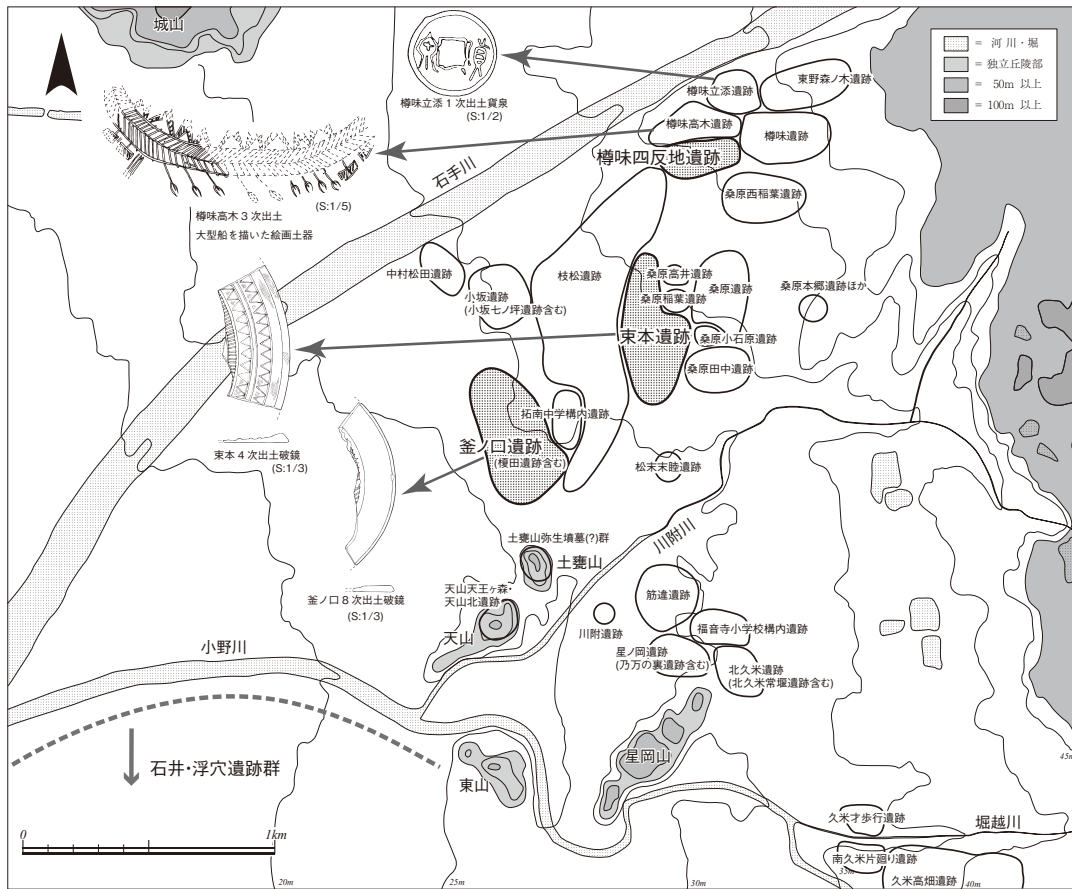 城山
樽味立添1次出土貨泉
(S:1/2)
= 河川・堀
= 独立丘陵部
= 50m 以上
= 100m 以上
東野森ノ木遺跡
樽味立添遺跡
樽味高木遺跡
樽味遺跡
樽味四反地遺跡
石手川
(S:1/5)
樽味高木3次出土
大型船を描いた絵画土器
桑原西稲葉遺跡
中村松田遺跡
小坂遺跡
(小坂七ノ坪遺跡含む)
枝松遺跡
桑原高井遺跡
桑原遺跡
桑原本郷遺跡ほか
桑原稲葉遺跡
束本遺跡
桑原小石原遺跡
桑原田中遺跡
拓南中学構内遺跡
釜ノ口遺跡
(榎田遺跡含む)
束本4次出土破鏡
(S:1/3)
松末末睦遺跡
川附川
土甕山弥生墳墓(?)群
土甕山
釜ノ口8次出土破鏡
(S:1/3)
天山天王ヶ森・
天山北遺跡
天山
筋違遺跡
川附遺跡
福音寺小学校構内遺跡
星ノ岡遺跡
(乃万の裏遺跡含む)
北久米遺跡
(北久米常堰遺跡含む)
小野川
石井・浮穴遺跡群
東山
星岡山
45m
久米才歩行遺跡
堀越川
南久米片廻り遺跡
久米高畑遺跡
0
1km
20m
25m
30m
35m
40m